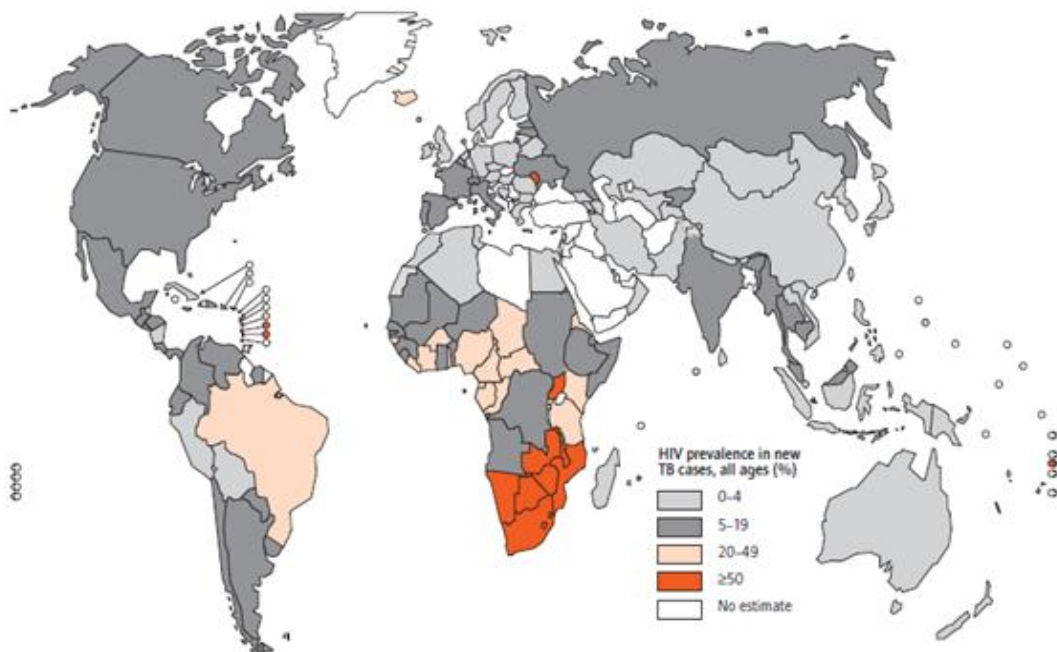 HIV prevalence in new
TB cases, all ages (%)
0–4
5–19
20–49
≥50
No estimate